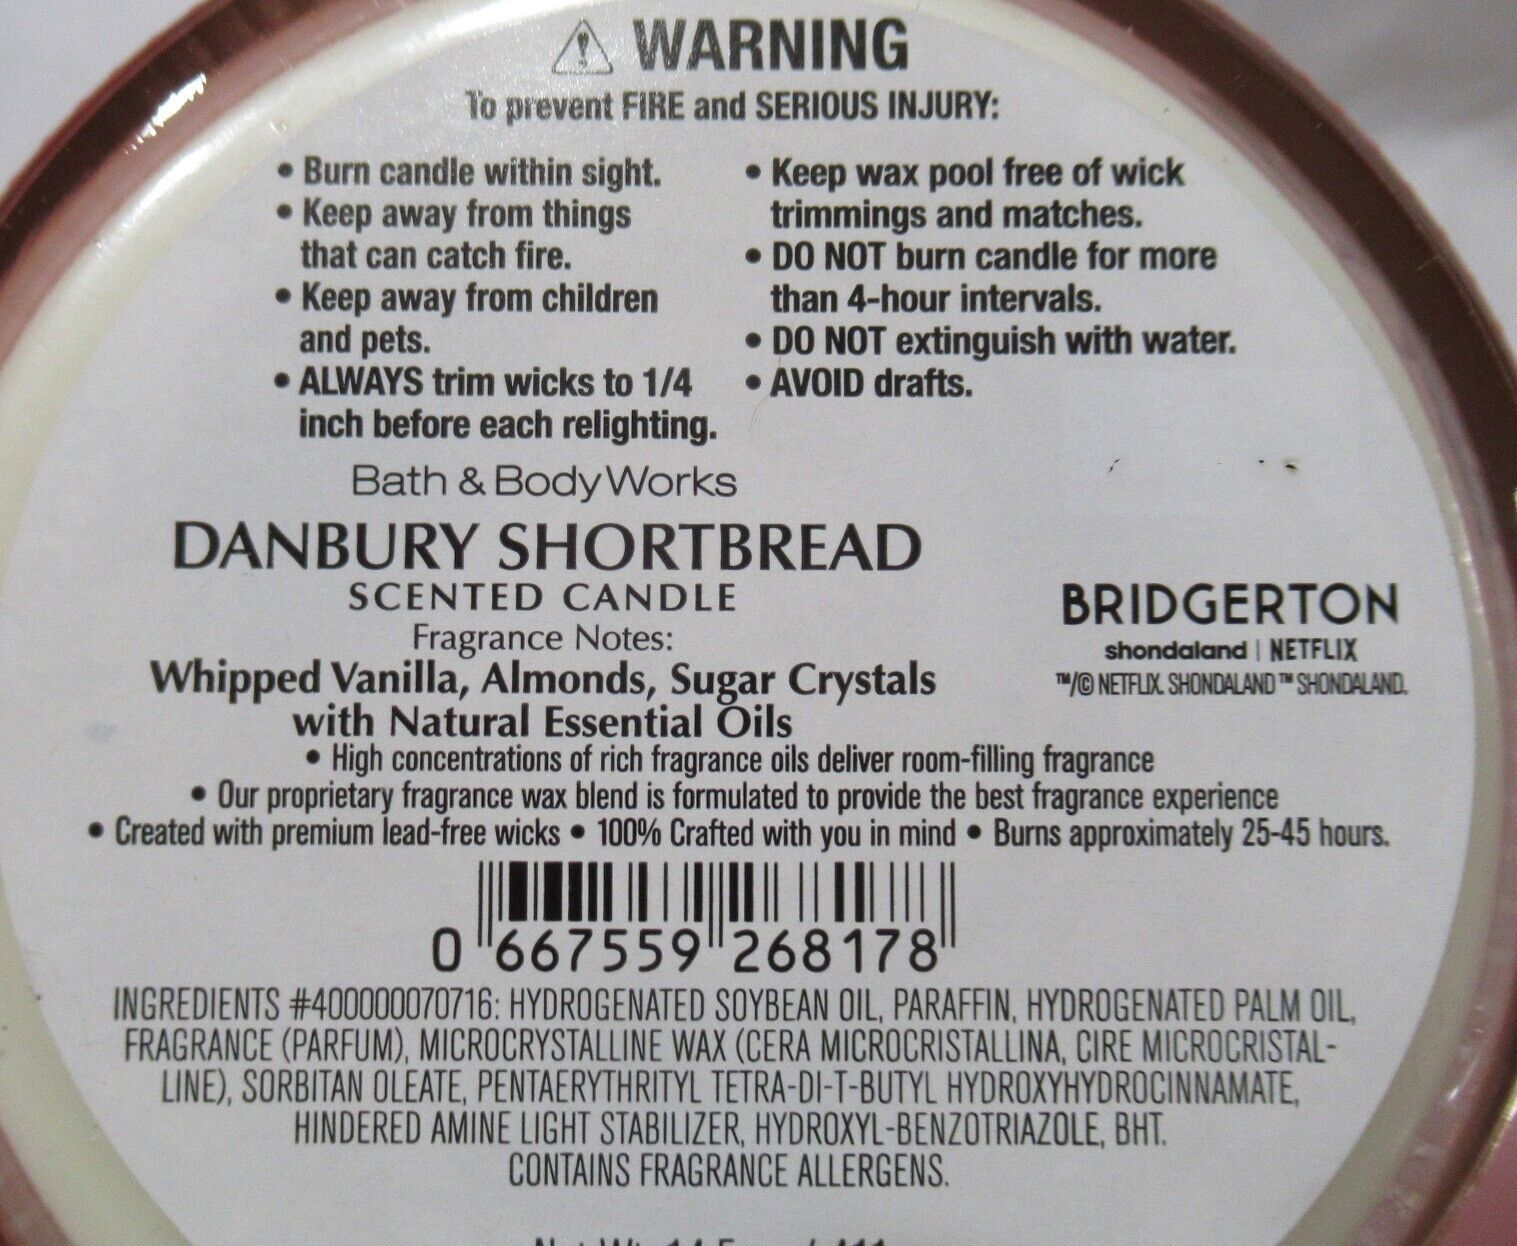 WARNING
To prevent FIRE and SERIOUS INJURY:
• Burn candle within sight.
• Keep away from things
that can catch fire.
• Keep away from children
and pets.
• ALWAYS trim wicks to 1/4
inch before each relighting.
• Keep wax pool free of wick
trimmings and matches.
• DO NOT burn candle for more
than 4-hour intervals.
• DO NOT extinguish with water.
• AVOID drafts.
Bath & Body Works
DANBURY SHORTBREAD
SCENTED CANDLE
Fragrance Notes:
Whipped Vanilla, Almonds, Sugar Crystals
with Natural Essential Oils
BRIDGERTON
shondaland | NETFLIX
™/© NETFLIX. SHONDALAND ™ SHONDALAND.
• High concentrations of rich fragrance oils deliver room-filling fragrance
• Our proprietary fragrance wax blend is formulated to provide the best fragrance experience
• Created with premium lead-free wicks • 100% Crafted with you in mind • Burns approximately 25-45 hours.
0 667559 268178
INGREDIENTS #400000070716: HYDROGENATED SOYBEAN OIL, PARAFFIN, HYDROGENATED PALM OIL,
FRAGRANCE (PARFUM), MICROCRYSTALLINE WAX (CERA MICROCRISTALLINA, CIRE MICROCRISTAL-
LINE), SORBITAN OLEATE, PENTAERYTHRITYL TETRA-DI-T-BUTYL HYDROXYHYDROCINNAMATE,
HINDERED AMINE LIGHT STABILIZER, HYDROXYL-BENZOTRIAZOLE, BHT.
CONTAINS FRAGRANCE ALLERGENS.